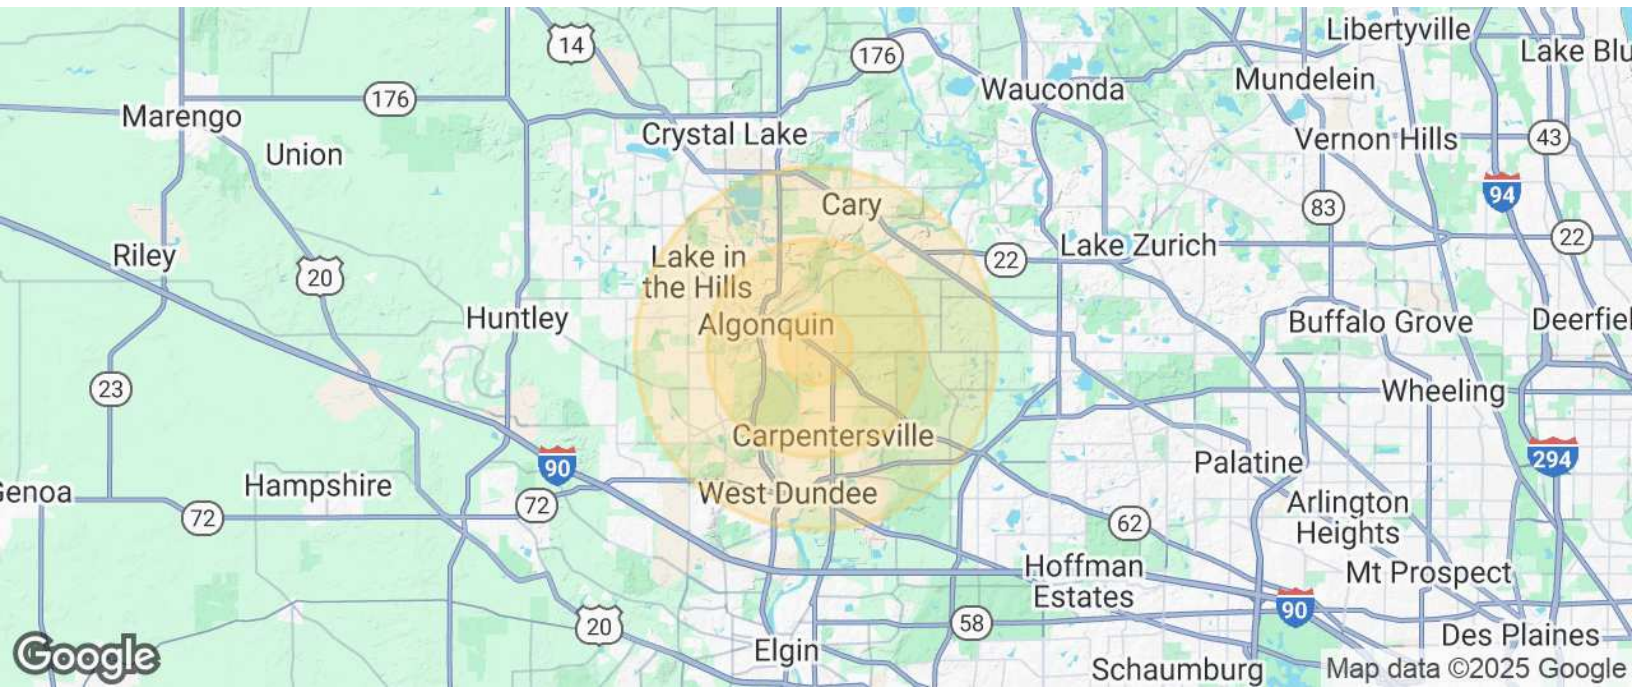 14
176
Libertyville
Lake Blu
Wauconda
Mundelein
176
Marengo
Crystal Lake
Vernon Hills
43
Union
94
Cary
83
22
Riley
20
Lake in
the Hills
22
Lake Zurich
Huntley
Algonquin
Buffalo Grove
Deerfiel
23
Wheeling
Carpentersville
90
Palatine
294
Genoa
Hampshire
72
72
West Dundee
62
Arlington
Heights
Hoffman
Estates
Mt Prospect
90
20
58
Des Plaines
Elgin
Schaumburg
Google
Map data ©2025 Google